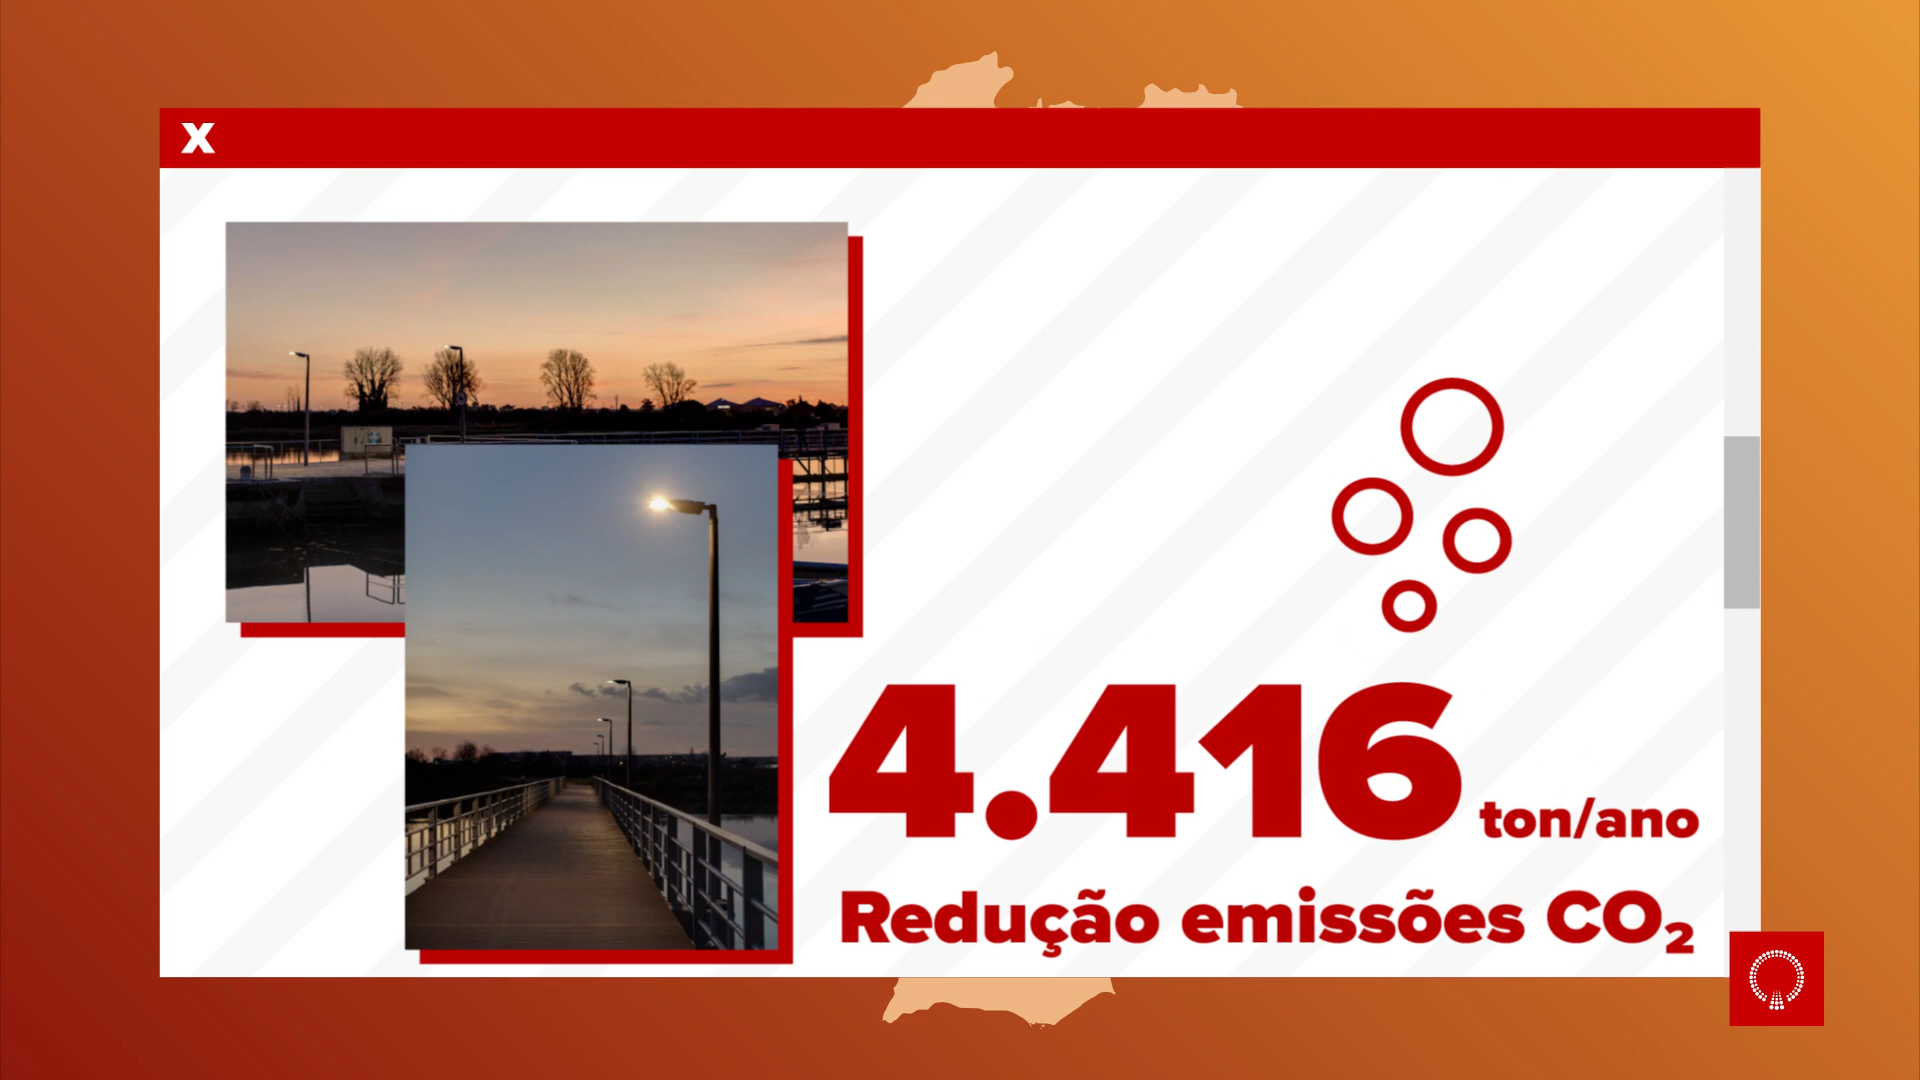 X
4.416 ton/ano
Redução emissões CO₂